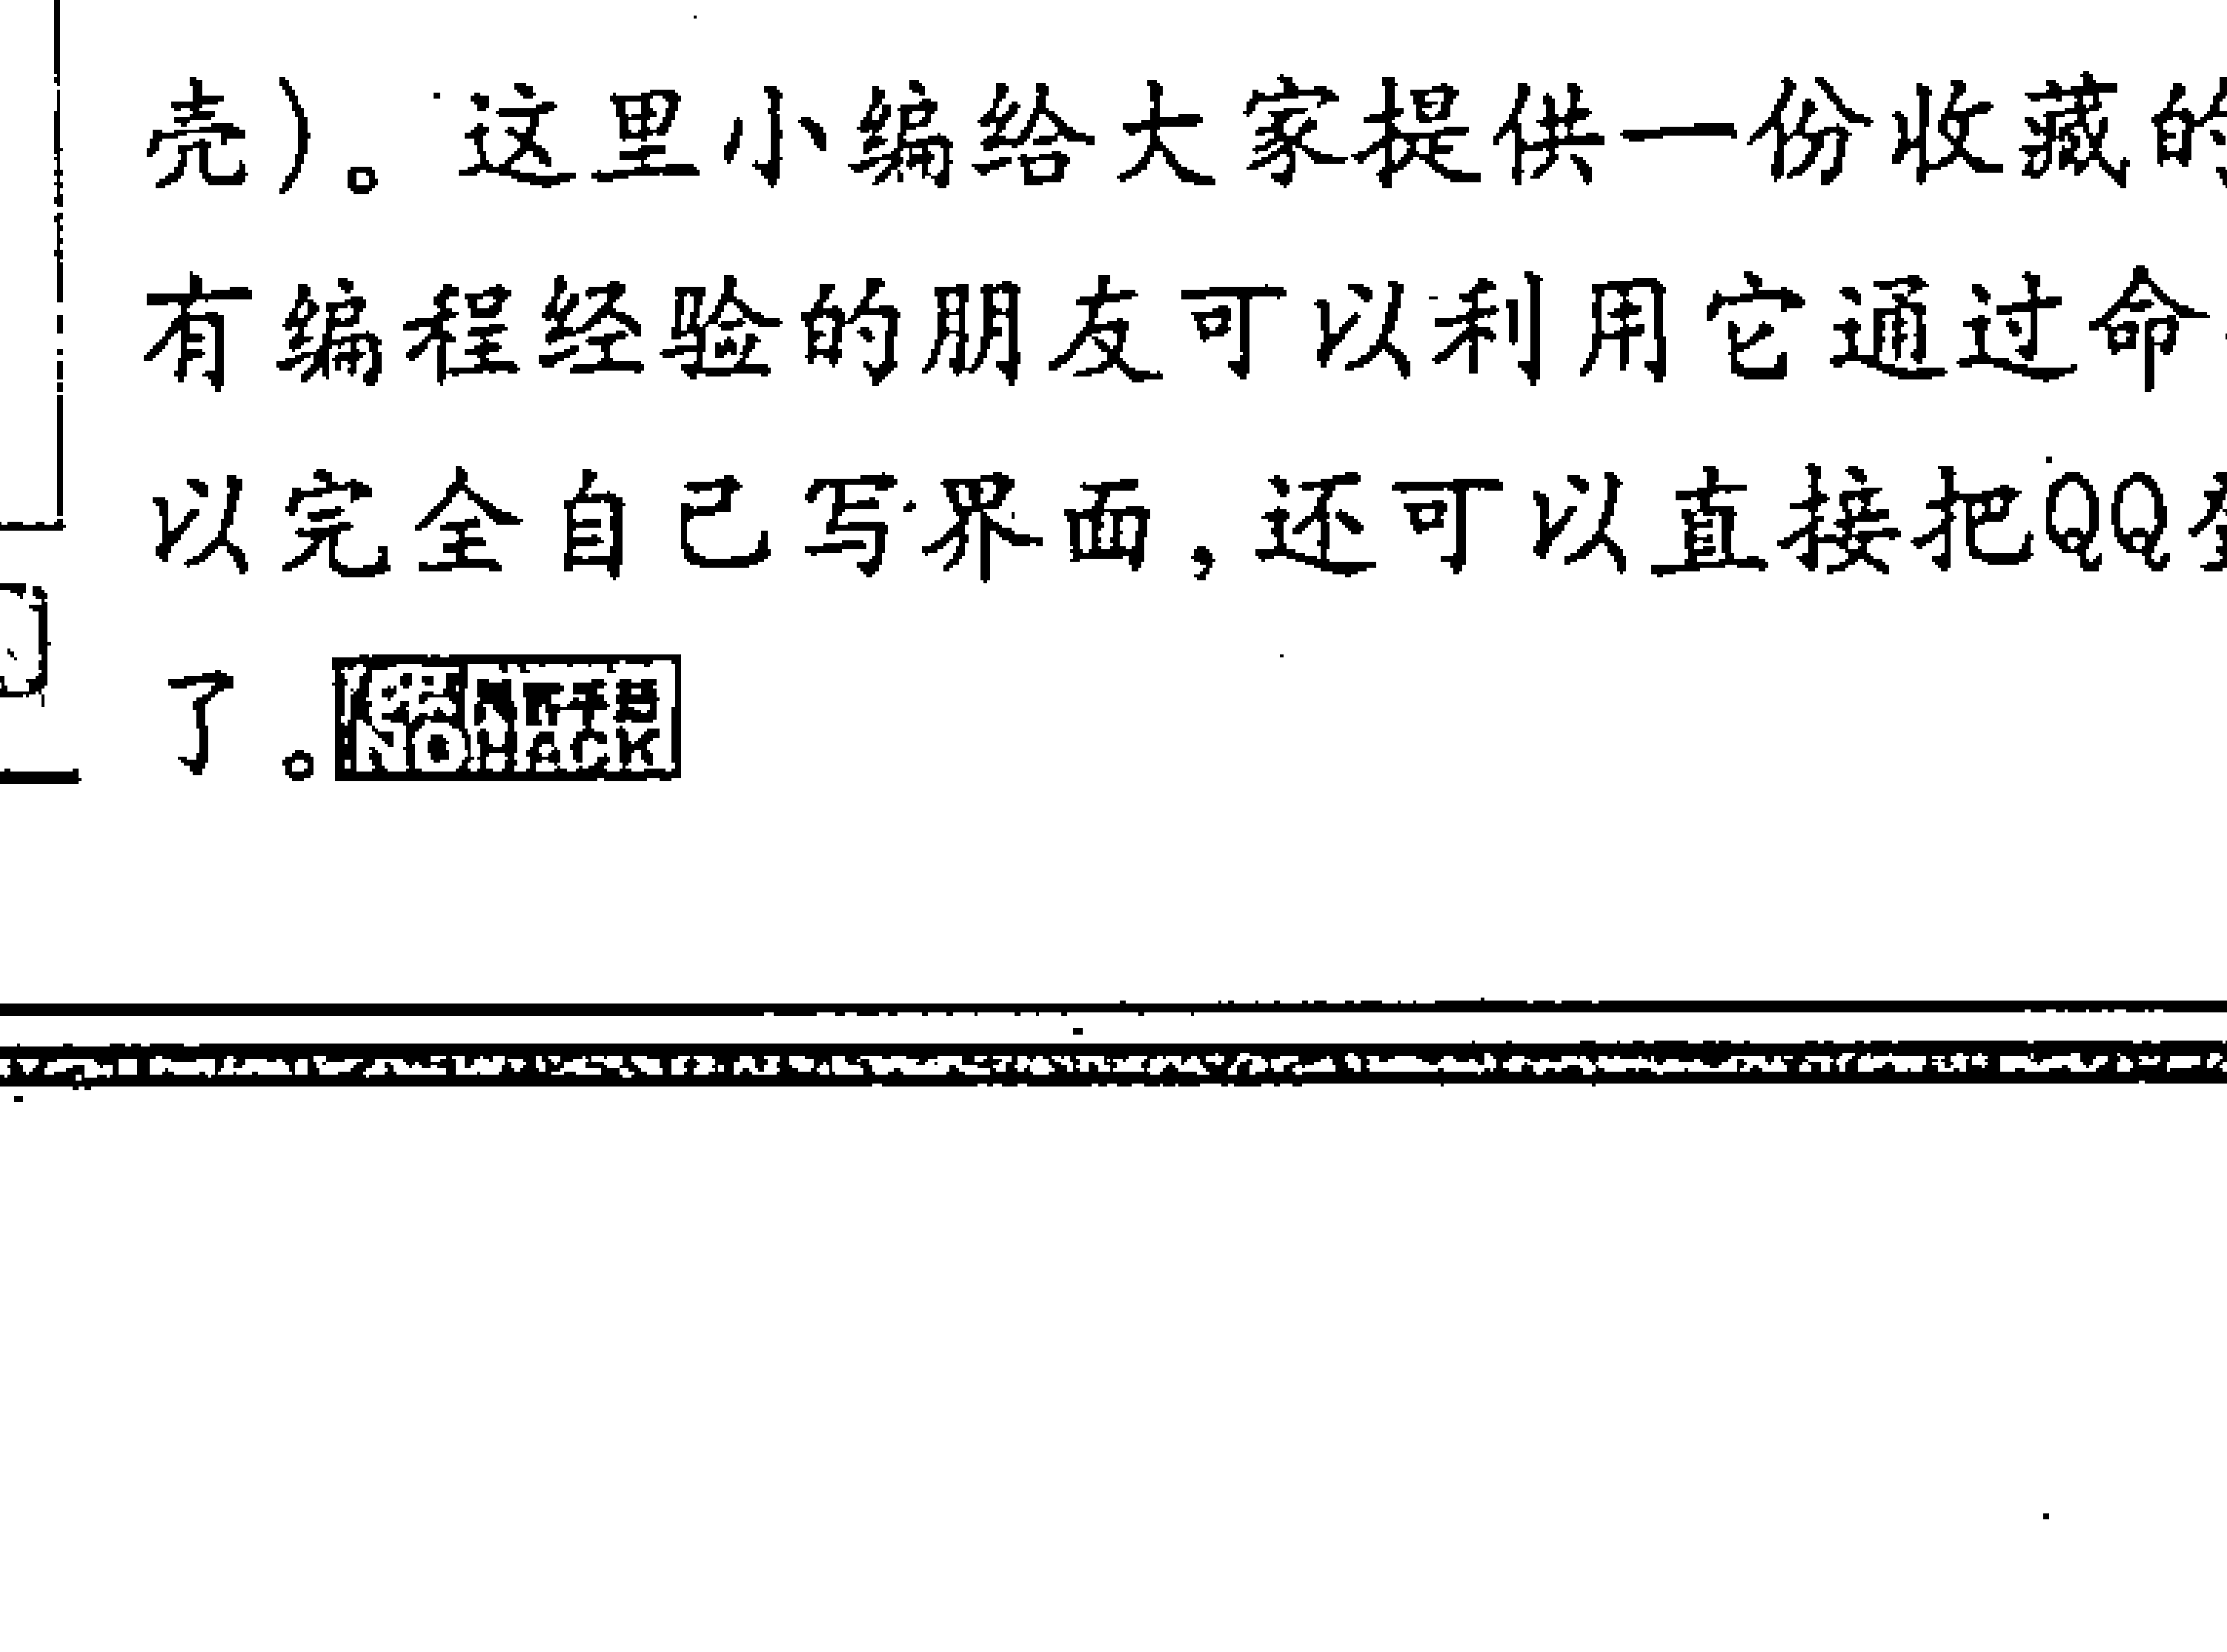 壳)。这里小编给大家提供一份收藏的
有编程经验的朋友可以利用它通过命
以完全自己写界面,还可以直接把QQ
了。
NOHACK